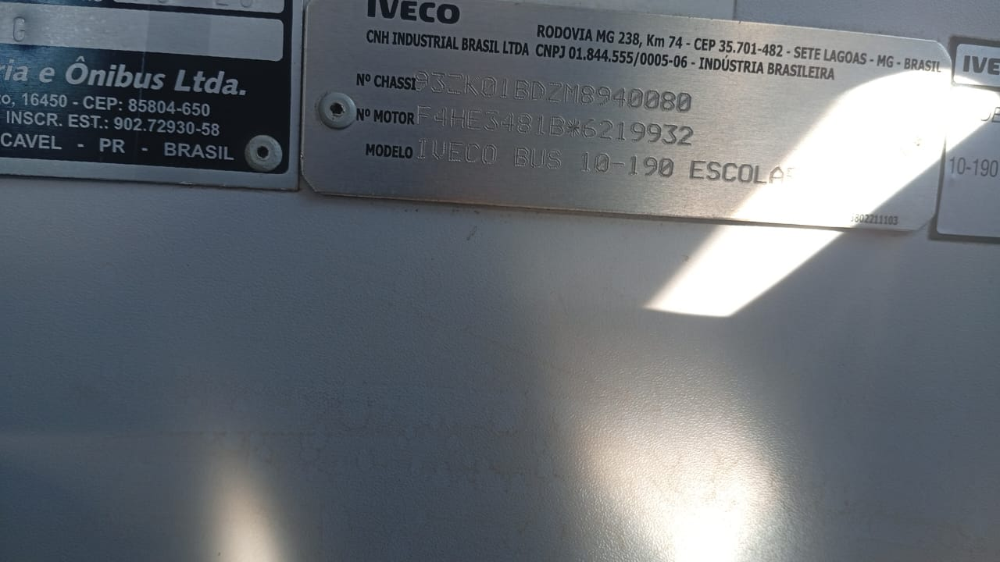 G
ria e Ônibus Ltda.
16450 - CEP: 85804-650
INSCR. EST.: 902.72930-58
CAVEL - PR - BRASIL
IVECO
CNH INDUSTRIAL BRASIL LTDA
RODOVIA MG 238, Km 74 - CEP 35.701-482 - SETE LAGOAS - MG - BRASIL
CNPJ 01.844.555/0005-06 - INDÚSTRIA BRASILEIRA
Nº CHASSI 93ZK01BDZM8940080
Nº MOTOR F4HE3481B*6219932
MODELO IVECO BUS 10-190 ESCOLAR
5802211103
IVE
10-190